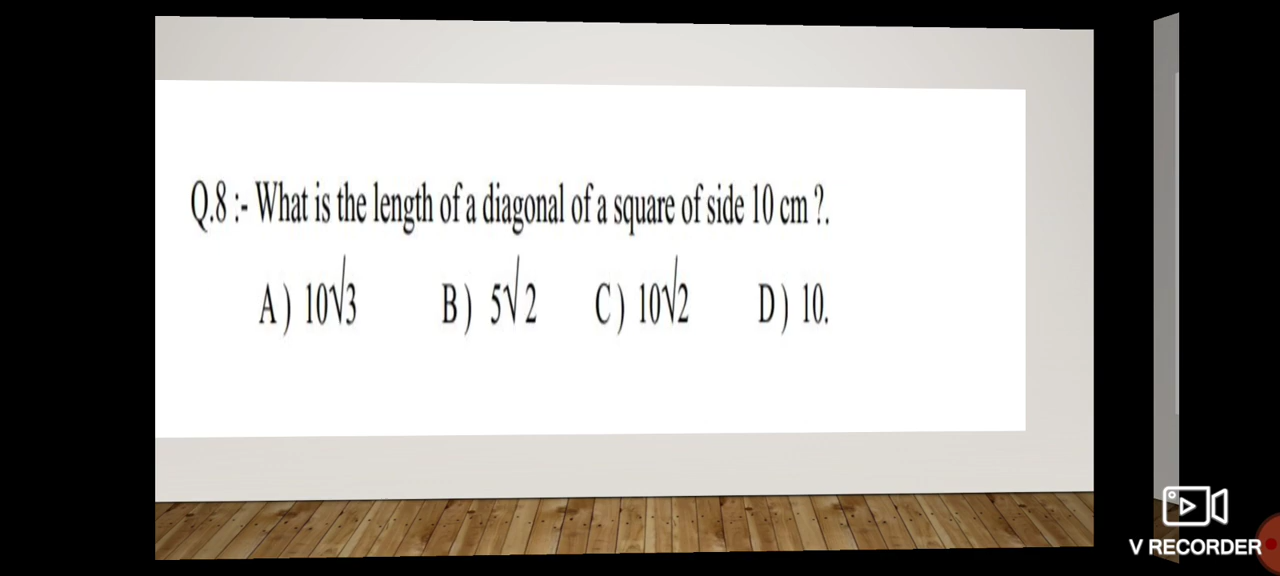 Q.8 :- What is the length of a diagonal of a square of side 10 cm ?.
A) 10√3 B) 5√2 C) 10√2 D) 10.
V RECORDER